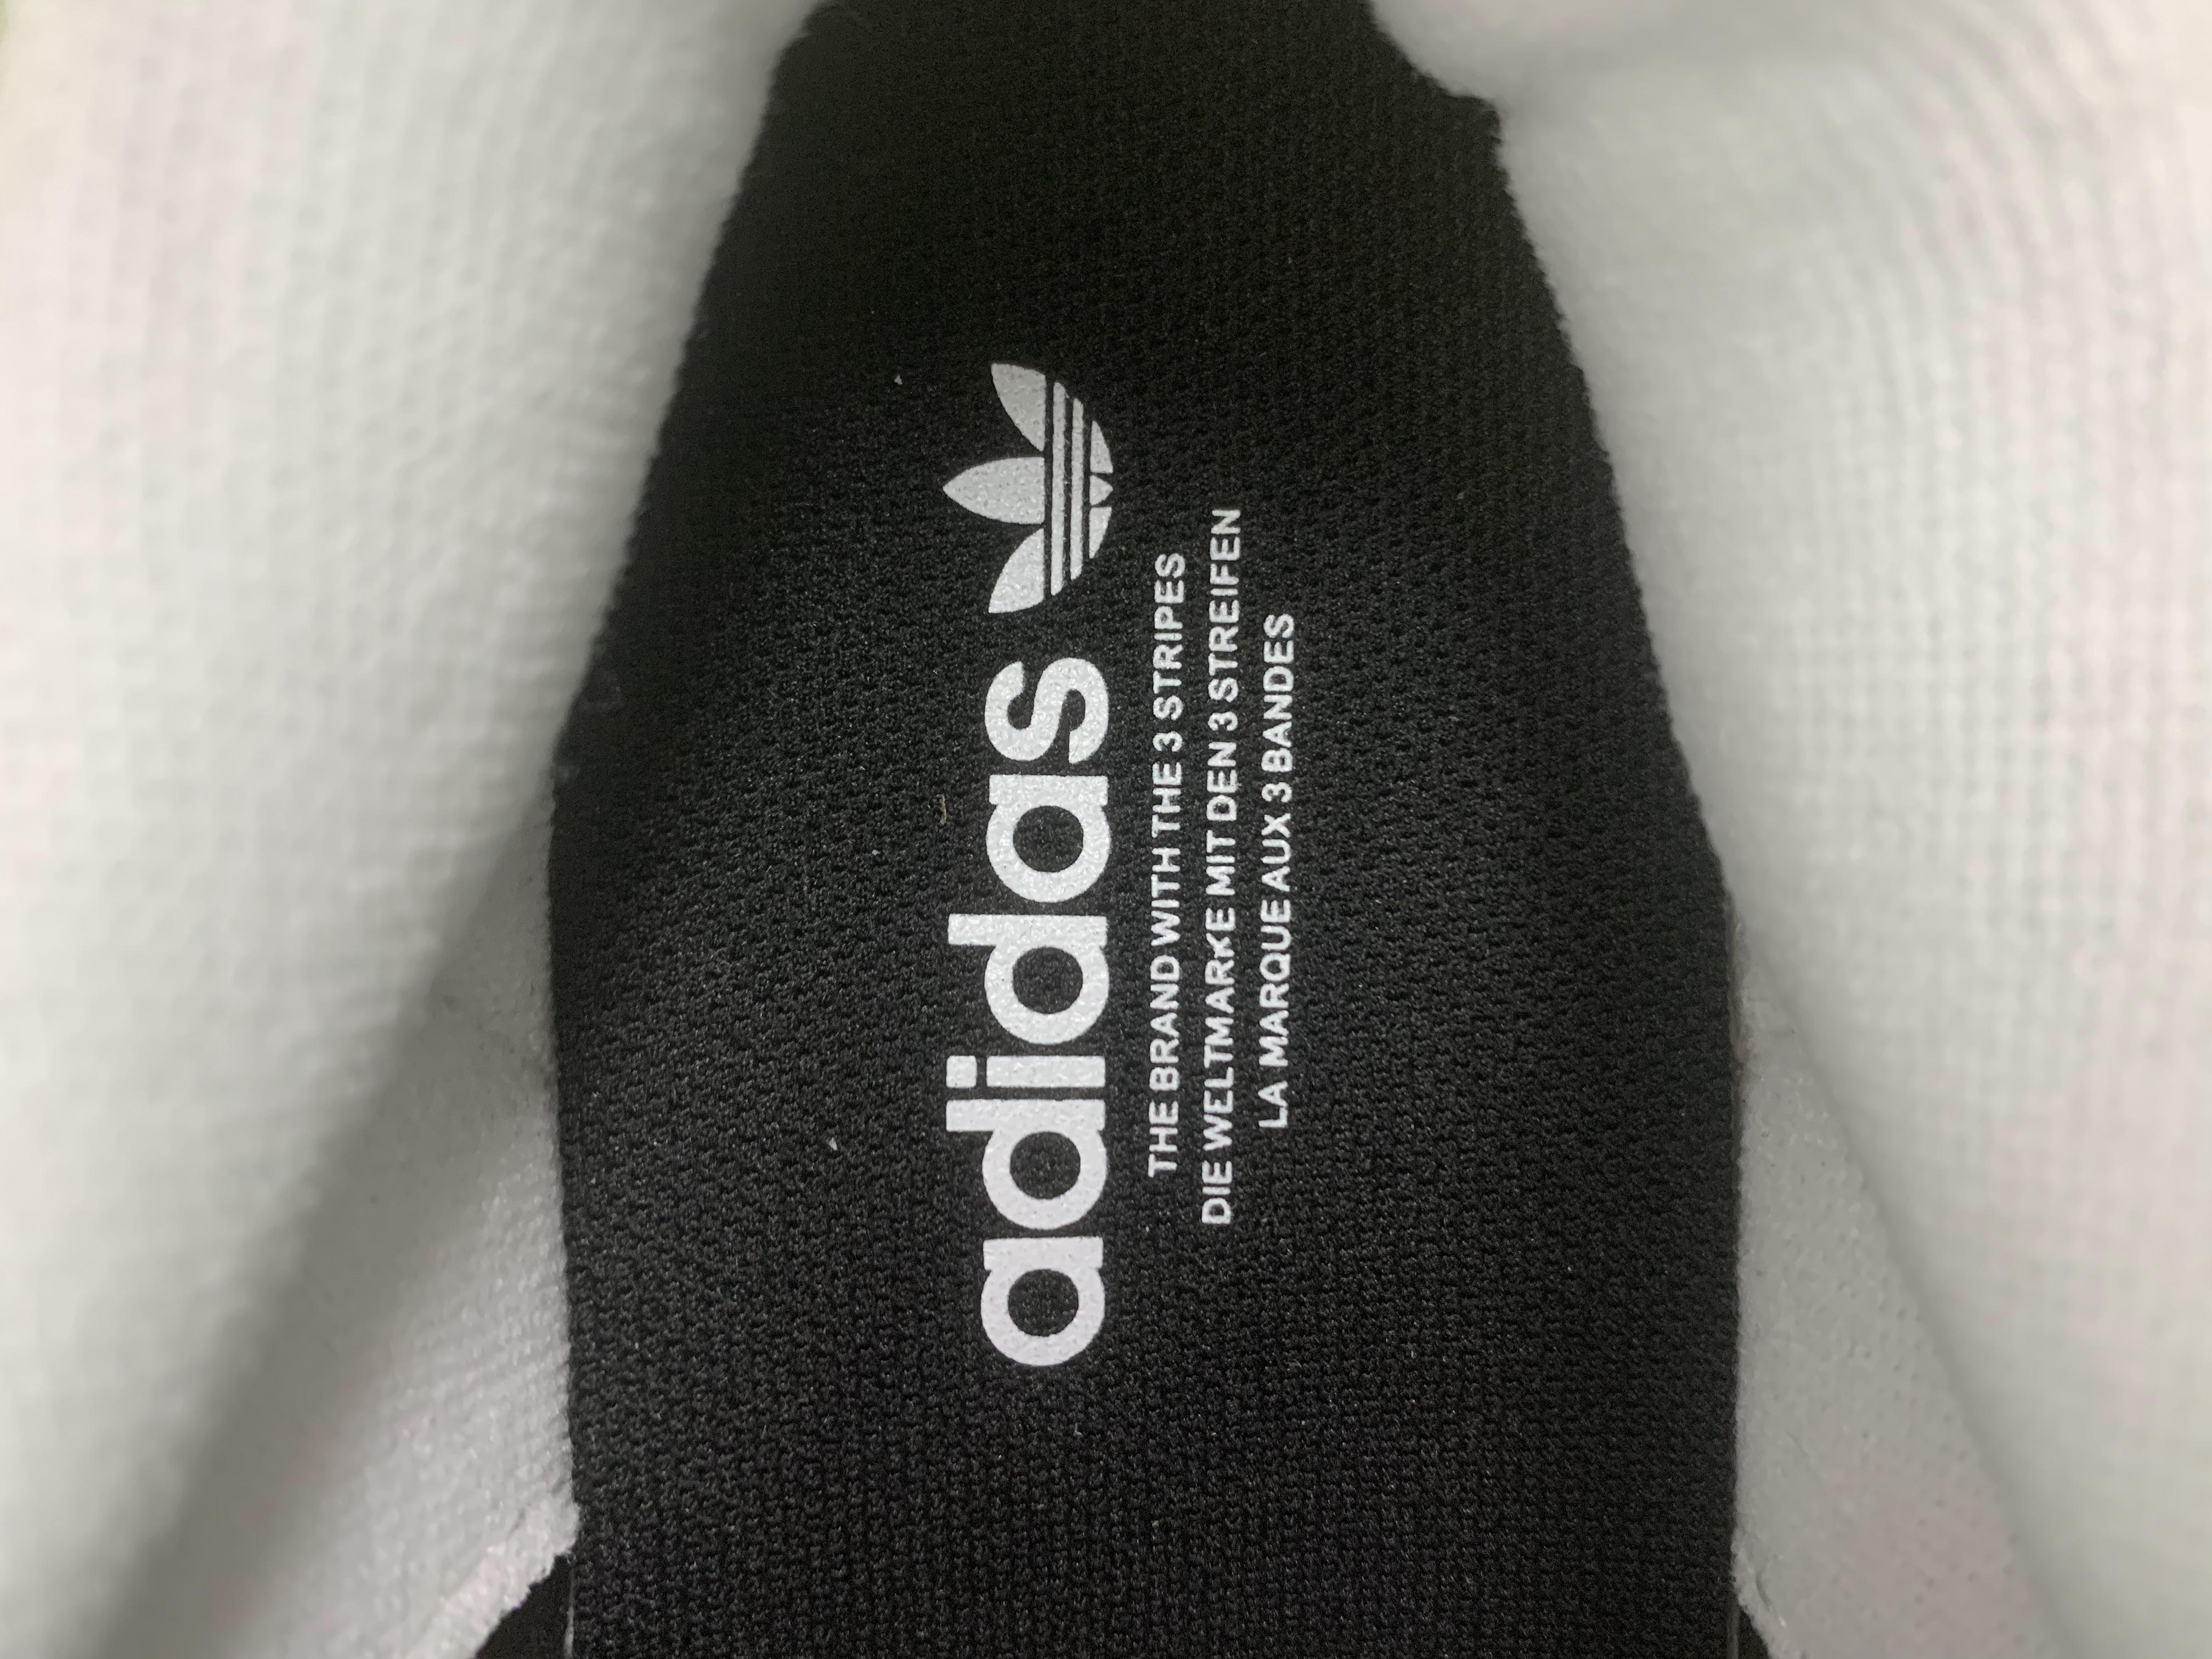 adidas
THE BRAND WITH THE 3 STRIPES
DIE WELTMARKE MIT DEN 3 STREIFEN
LA MARQUE AUX 3 BANDES